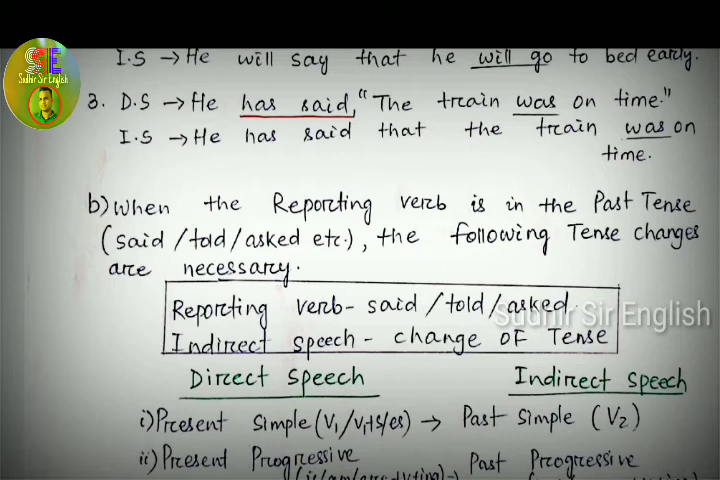 SE
Sudhir Sir English
I.S → He will say that he will go to bed early.
3. D.S → He has said, "The train was on time."
I.S → He has said that the train was on
time.
b) When the Reporting verb is in the Past Tense
(said/told/asked etc.), the following Tense changes
are necessary.
Reporting verb - said/told/asked
Sudhir Sir English
Indirect speech - change of Tense
Direct speech Indirect speech
i) Present simple (V1/V1+s/es) → Past simple (V2)
ii) Present Progressive Past Progressive